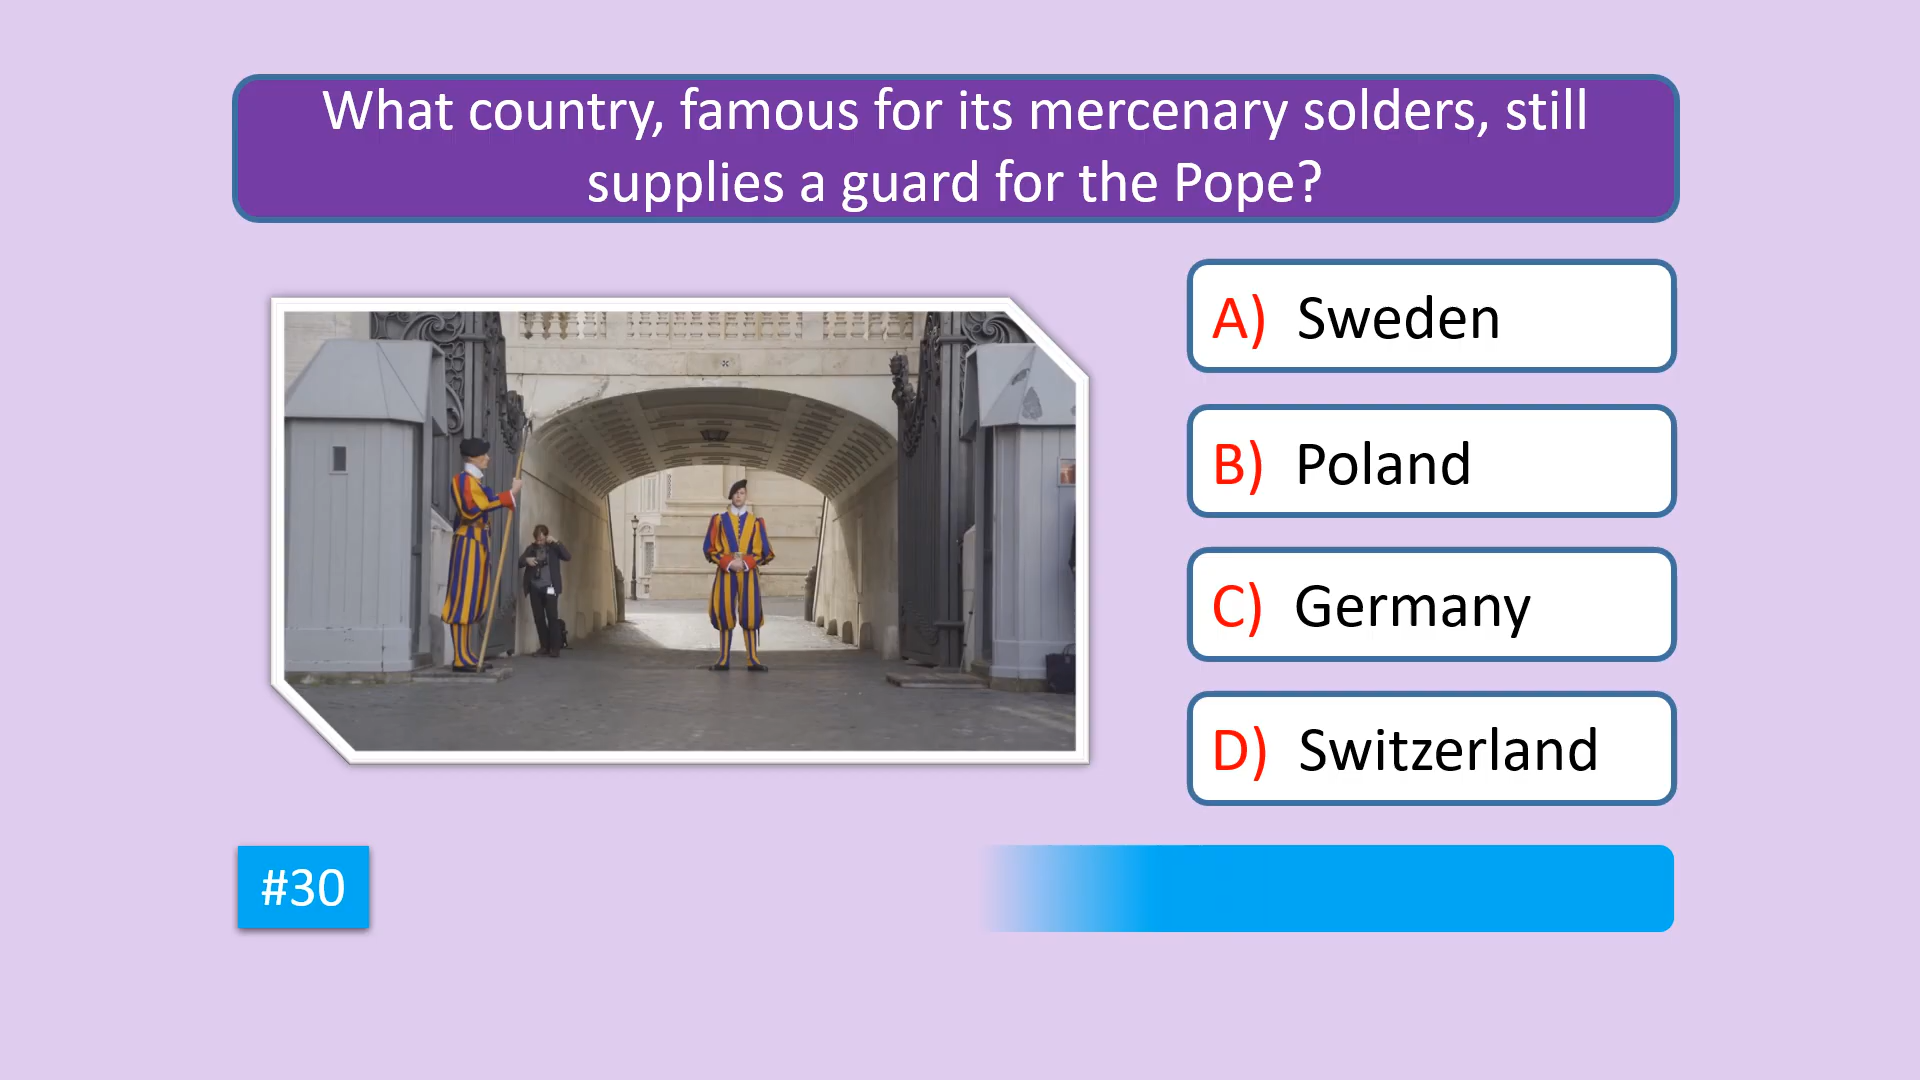 What country, famous for its mercenary solders, still
supplies a guard for the Pope?
A) Sweden
B) Poland
C) Germany
D) Switzerland
#30